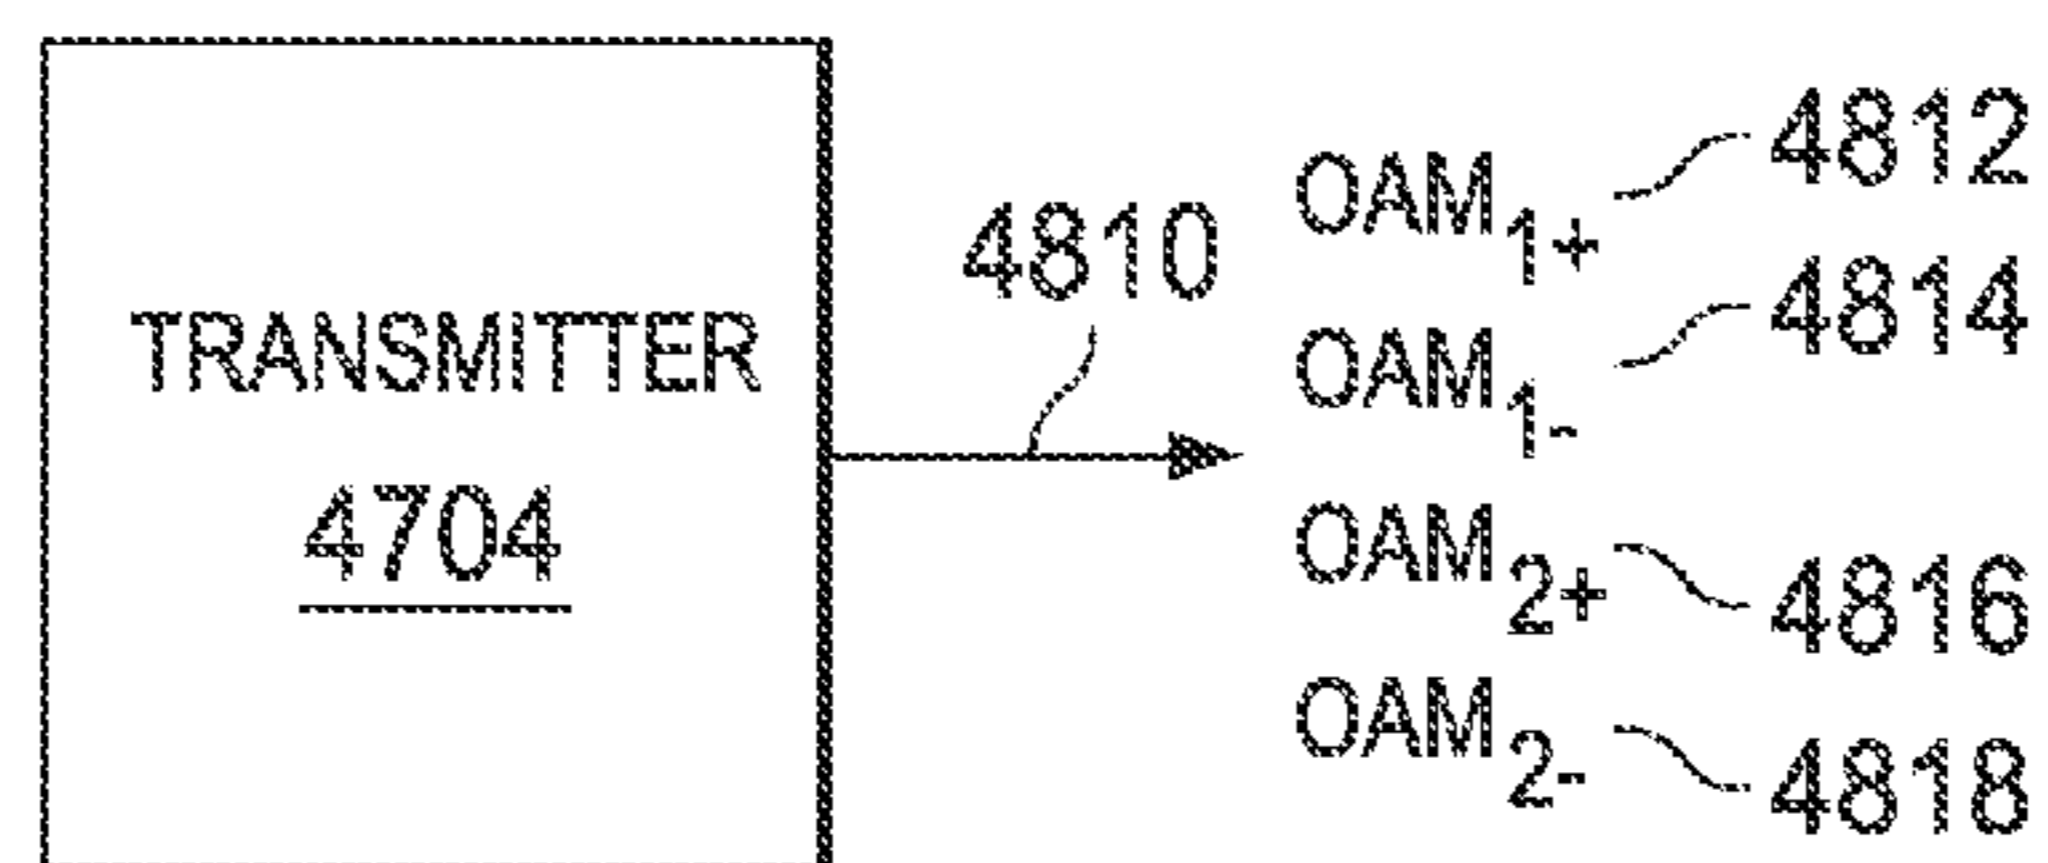 TRANSMITTER
4704
4810
OAM1+ 4812
OAM1- 4814
OAM2+ 4816
OAM2- 4818